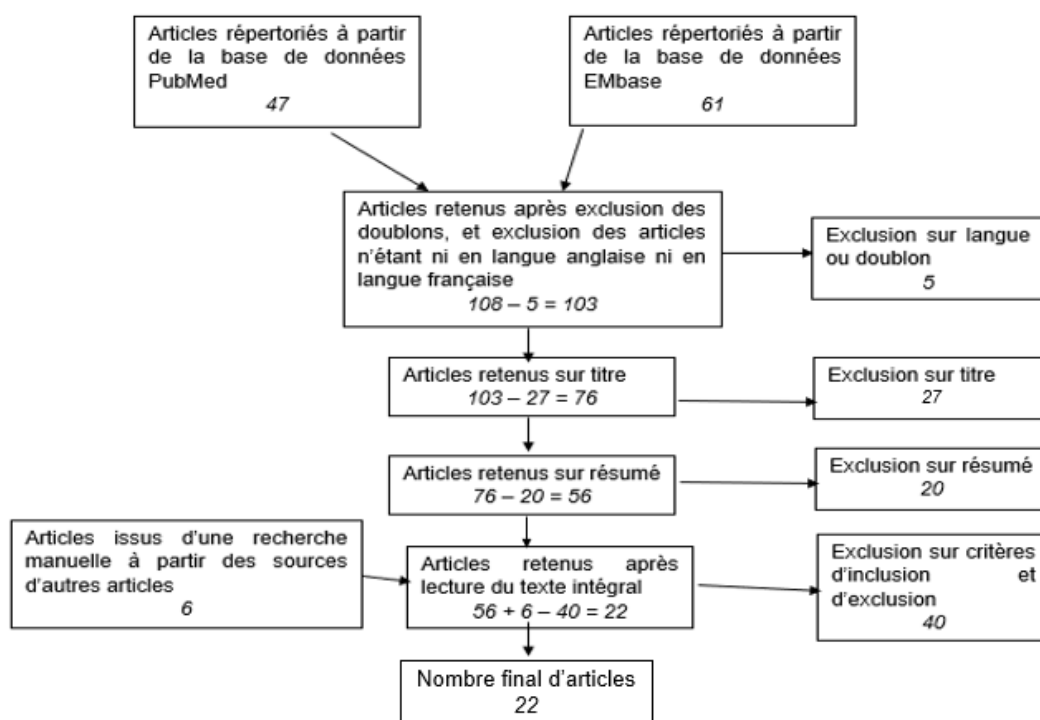 Articles répertoriés à partir
de la base de données
PubMed
47
Articles répertoriés à partir
de la base de données
EMbase
61
Articles retenus après exclusion des
doublons, et exclusion des articles
n'étant ni en langue anglaise ni en
langue française
108 – 5 = 103
Exclusion sur langue
ou doublon
5
Articles retenus sur titre
103 – 27 = 76
Exclusion sur titre
27
Articles retenus sur résumé
76 – 20 = 56
Exclusion sur résumé
20
Articles issus d'une recherche
manuelle à partir des sources
d'autres articles
6
Articles retenus après
lecture du texte intégral
56 + 6 – 40 = 22
Exclusion sur critères
d'inclusion et
d'exclusion
40
Nombre final d'articles
22